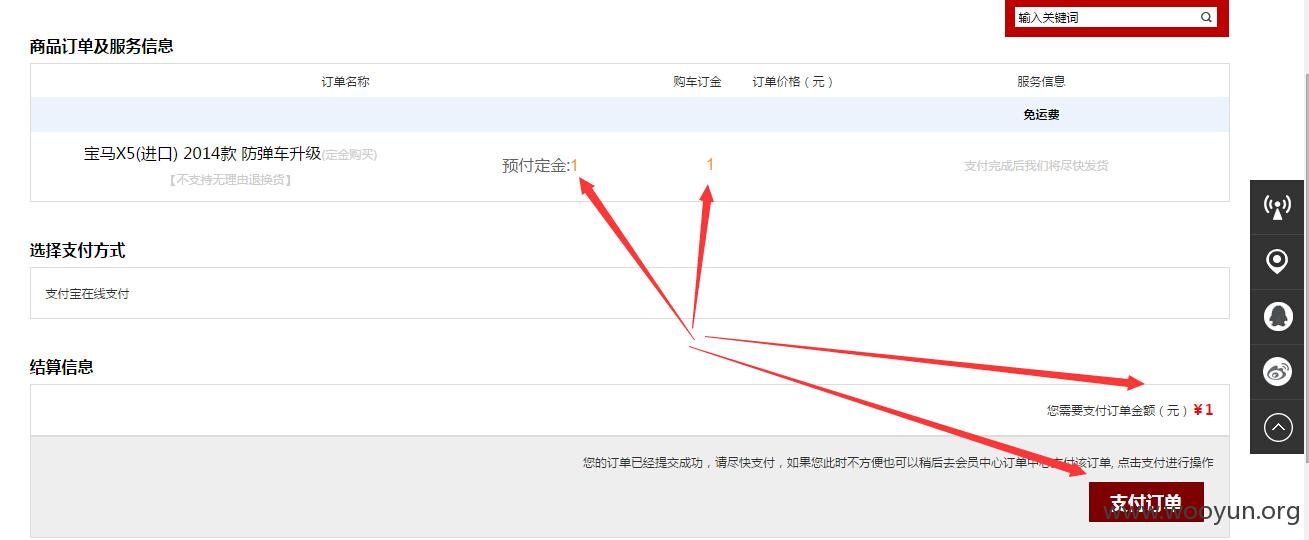 输入关键词
商品订单及服务信息
订单名称 购车订金 订单价格（元） 服务信息
免运费
宝马X5(进口) 2014款 防弹车升级(定金购买)
【不支持无理由退换货】
预付定金:1 1 支付完成后我们将尽快发货
选择支付方式
支付宝在线支付
结算信息
您需要支付订单金额（元）¥1
您的订单已经提交成功，请尽快支付，如果您此时不方便也可以稍后去会员中心订单中心支付该订单, 点击支付进行操作
支付订单
www.wooyun.org